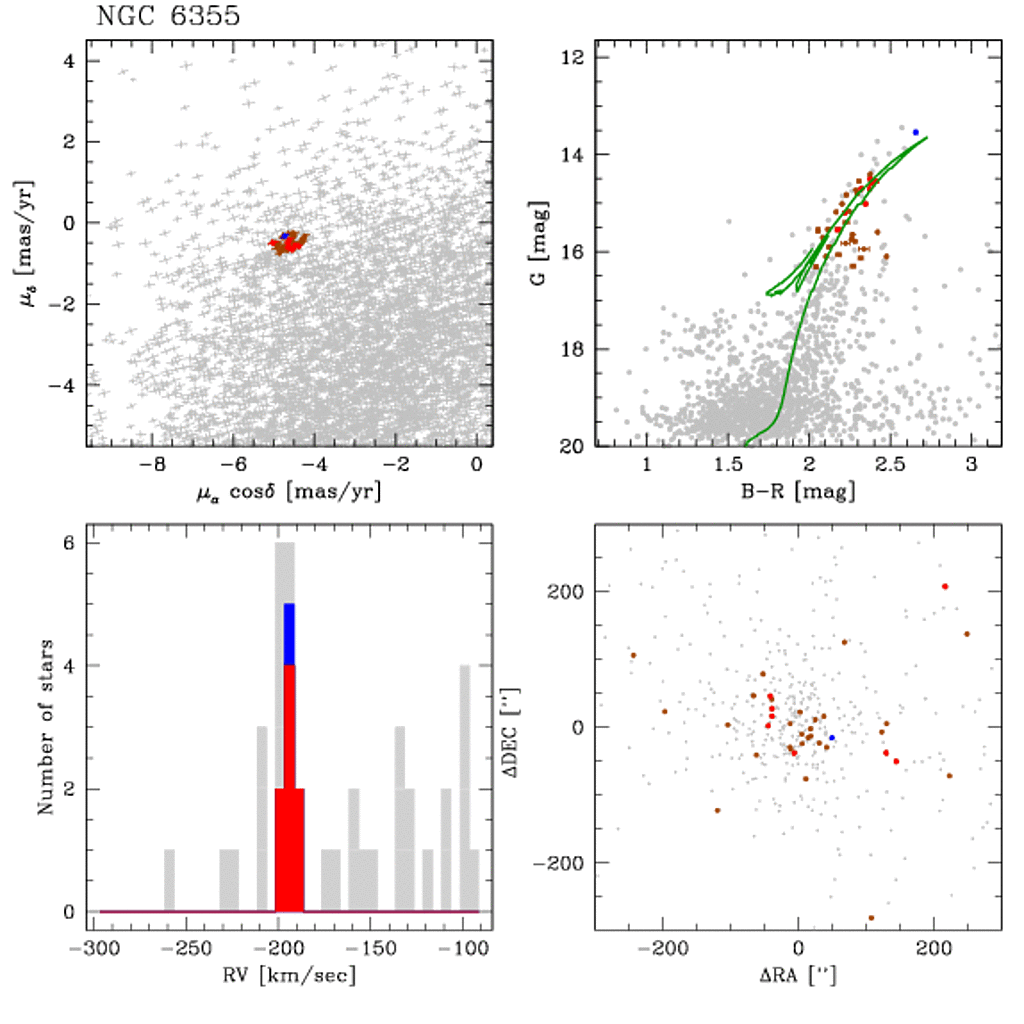 NGC 6355
4
2
0
−2
−4
μδ [mas/yr]
−8 −6 −4 −2 0
μα cosδ [mas/yr]
12
14
16
18
20
G [mag]
1 1.5 2 2.5 3
B−R [mag]
6
4
2
0
Number of stars
−300 −250 −200 −150 −100
RV [km/sec]
200
0
−200
ΔDEC [″]
−200 0 200
ΔRA [″]